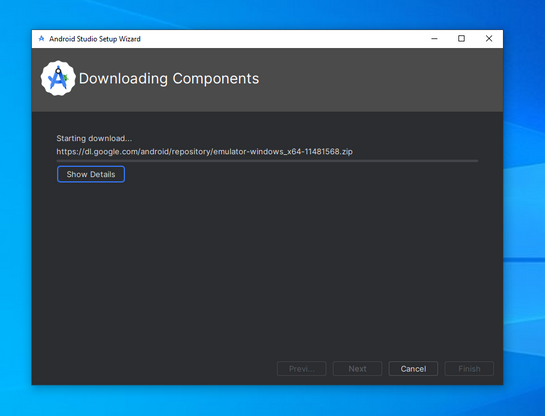 Android Studio Setup Wizard
Downloading Components
Starting download...
https://dl.google.com/android/repository/emulator-windows_x64-11481568.zip
Show Details
Previ...
Next
Cancel
Finish